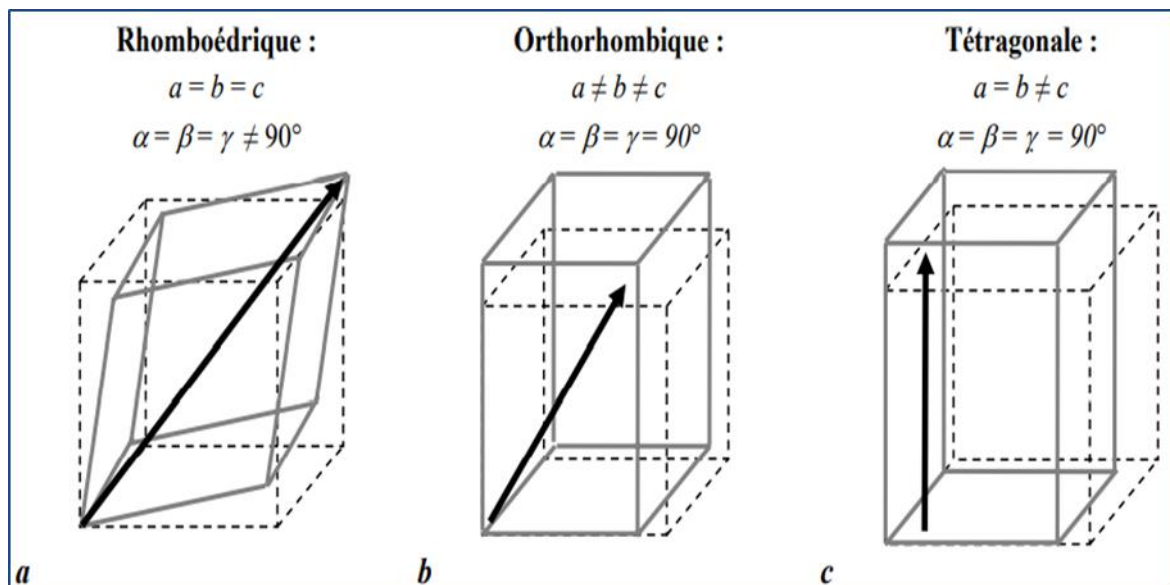 Rhomboédrique :
a = b = c
α = β = γ ≠ 90°
Orthorhombique :
a ≠ b ≠ c
α = β = γ = 90°
Tétragonale :
a = b ≠ c
α = β = γ = 90°
a
b
c